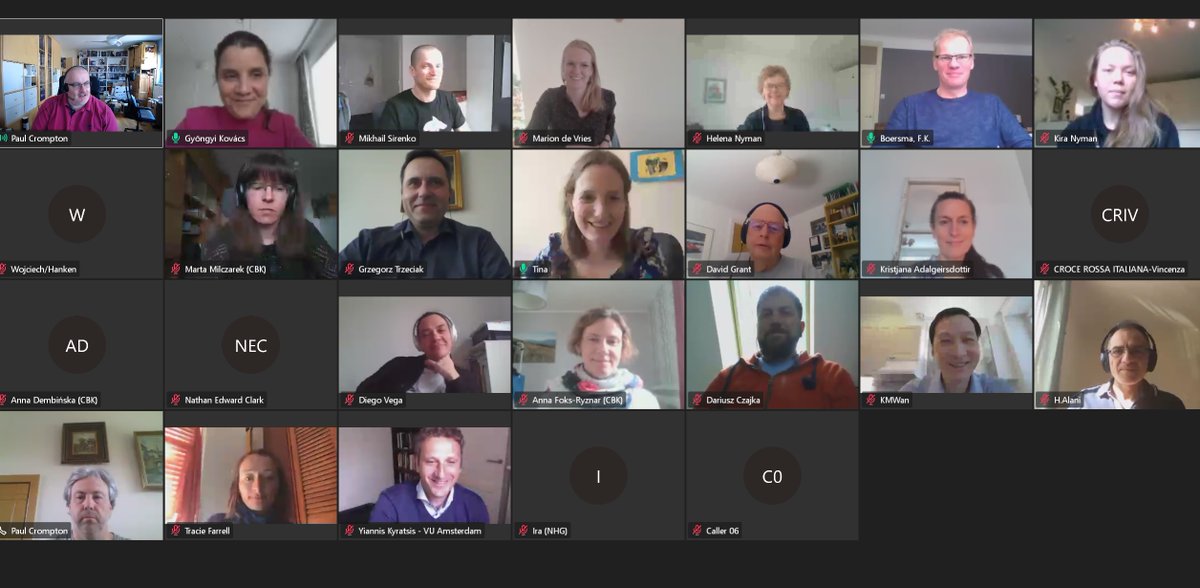 Paul Crompton
Gyöngyi Kovács
Mikhail Sirenko
Marion de Vries
Helena Nyman
Boersma, F.K.
Kira Nyman
W
CRIV
Wojciech/Hanken
Marta Milczarek (CBK)
Grzegorz Trzeciak
Tina
David Grant
Kristjana Adalgeirsdottir
CROCE ROSSA ITALIANA-Vincenza
AD
NEC
Anna Dembińska (CBK)
Nathan Edward Clark
Diego Vega
Anna Foks-Ryznar (CBK)
Dariusz Czajka
KMWan
H.Alani
I
C0
Paul Crompton
Tracie Farrell
Yiannis Kyratsis - VU Amsterdam
Ira (NHG)
Caller 06